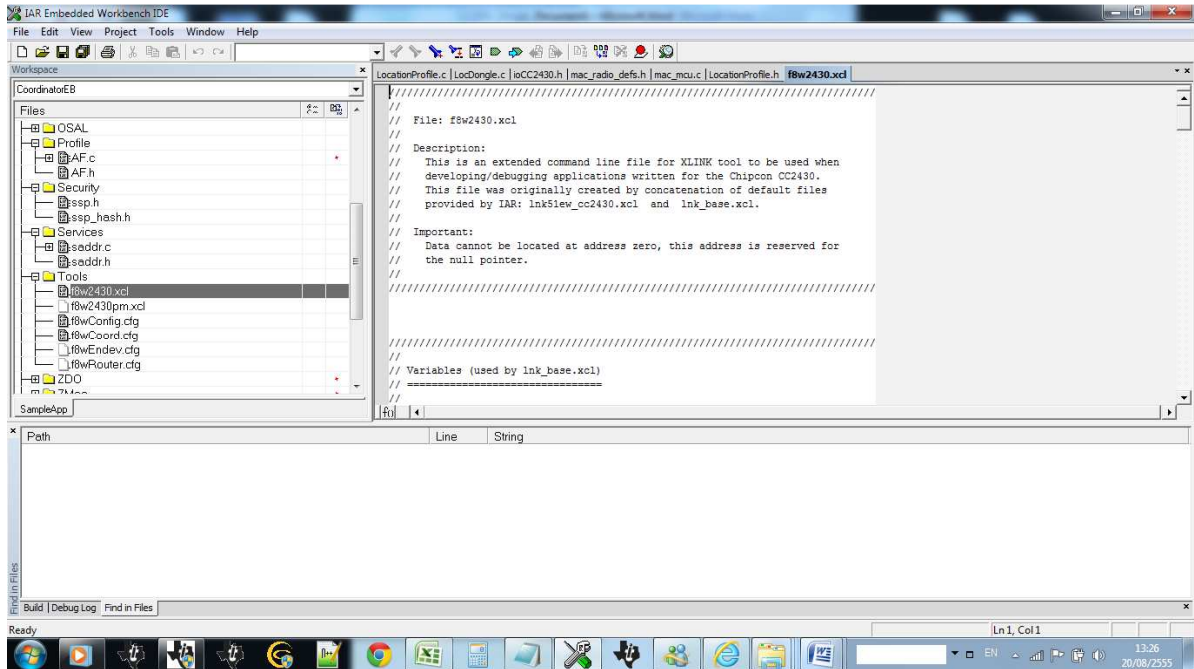 IAR Embedded Workbench IDE
File Edit View Project Tools Window Help
Workspace
CoordinatorEB
Files
OSAL
Profile
AF.c
AF.h
Security
ssp.h
ssp_hash.h
Services
saddr.c
saddr.h
Tools
f8w2430.xcl
f8w2430pm.xcl
f8wConfig.cfg
f8wCoord.cfg
f8wEndev.cfg
f8wRouter.cfg
ZDO
SampleApp
LocationProfile.c | LocDongle.c | ioCC2430.h | mac_radio_defs.h | mac_mcu.c | LocationProfile.h f8w2430.xcl
//////////////////////////////////////////////////////////////////////////////
//
// File: f8w2430.xcl
//
// Description:
// This is an extended command line file for XLINK tool to be used when
// developing/debugging applications written for the Chipcon CC2430.
// This file was originally created by concatenation of default files
// provided by IAR: lnk51ew_cc2430.xcl and lnk_base.xcl.
//
// Important:
// Data cannot be located at address zero, this address is reserved for
// the null pointer.
//
//////////////////////////////////////////////////////////////////////////////
//////////////////////////////////////////////////////////////////////////////
//
// Variables (used by lnk_base.xcl)
// ================================
//
Path Line String
Find in Files
Build | Debug Log Find in Files
Ready Ln 1, Col 1
EN 13:26
20/08/2555